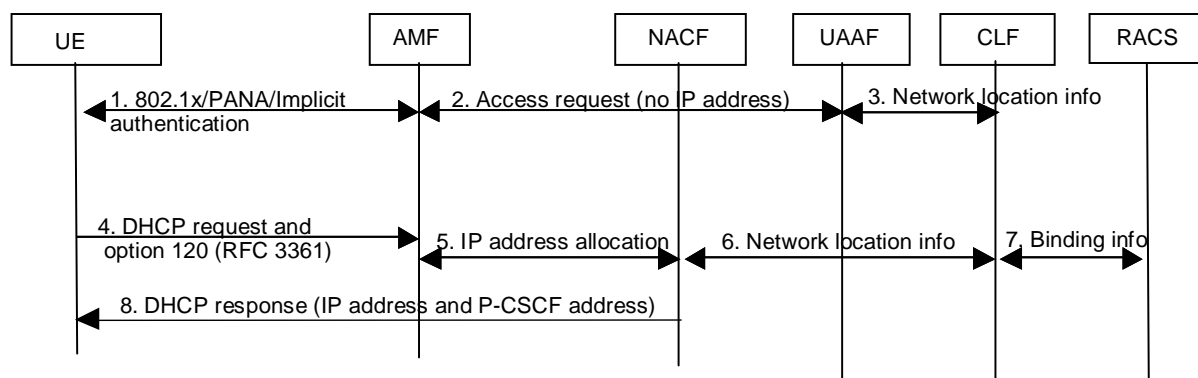 UE
AMF
NACF
UAAF
CLF
RACS
1. 802.1x/PANA/Implicit
authentication
2. Access request (no IP address)
3. Network location info
4. DHCP request and
option 120 (RFC 3361)
5. IP address allocation
6. Network location info
7. Binding info
8. DHCP response (IP address and P-CSCF address)